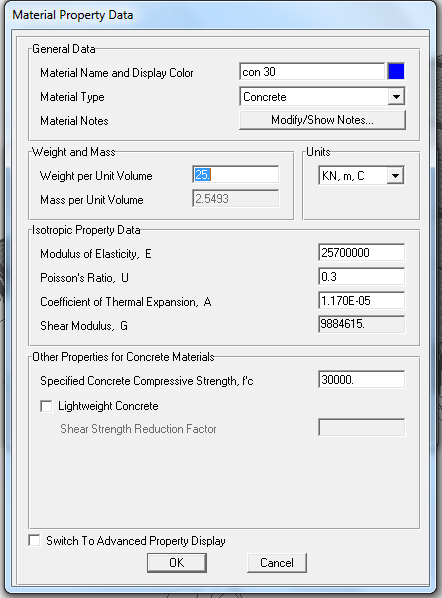 Material Property Data
General Data
Material Name and Display Color con 30
Material Type Concrete
Material Notes Modify/Show Notes...
Weight and Mass Units
Weight per Unit Volume 25. KN, m, C
Mass per Unit Volume 2.5493
Isotropic Property Data
Modulus of Elasticity, E 25700000
Poisson's Ratio, U 0.3
Coefficient of Thermal Expansion, A 1.170E-05
Shear Modulus, G 9884615.
Other Properties for Concrete Materials
Specified Concrete Compressive Strength, f'c 30000.
Lightweight Concrete
Shear Strength Reduction Factor
Switch To Advanced Property Display
OK Cancel